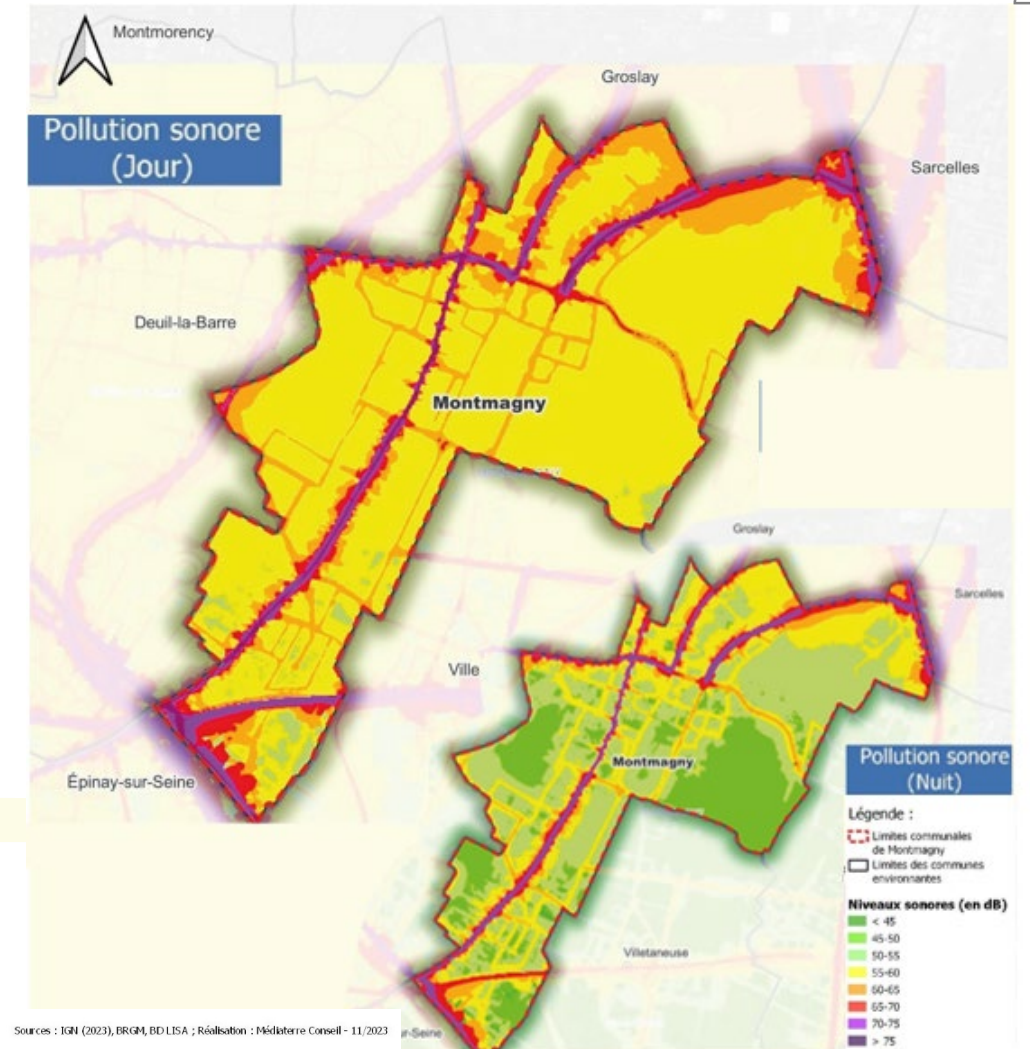 Montmorency
Groslay
Pollution sonore
(Jour)
Sarcelles
Deuil-la-Barre
Montmagny
Groslay
Sarcelles
Ville
Montmagny
Épinay-sur-Seine
Pollution sonore
(Nuit)
Légende :
Limites communales
de Montmagny
Limites des communes
environnantes
Niveaux sonores (en dB)
< 45
45-50
50-55
55-60
60-65
65-70
70-75
> 75
Villetaneuse
Sources : IGN (2023), BRGM, BD LISA ; Réalisation : Médiaterre Conseil - 11/2023
ur-Seine